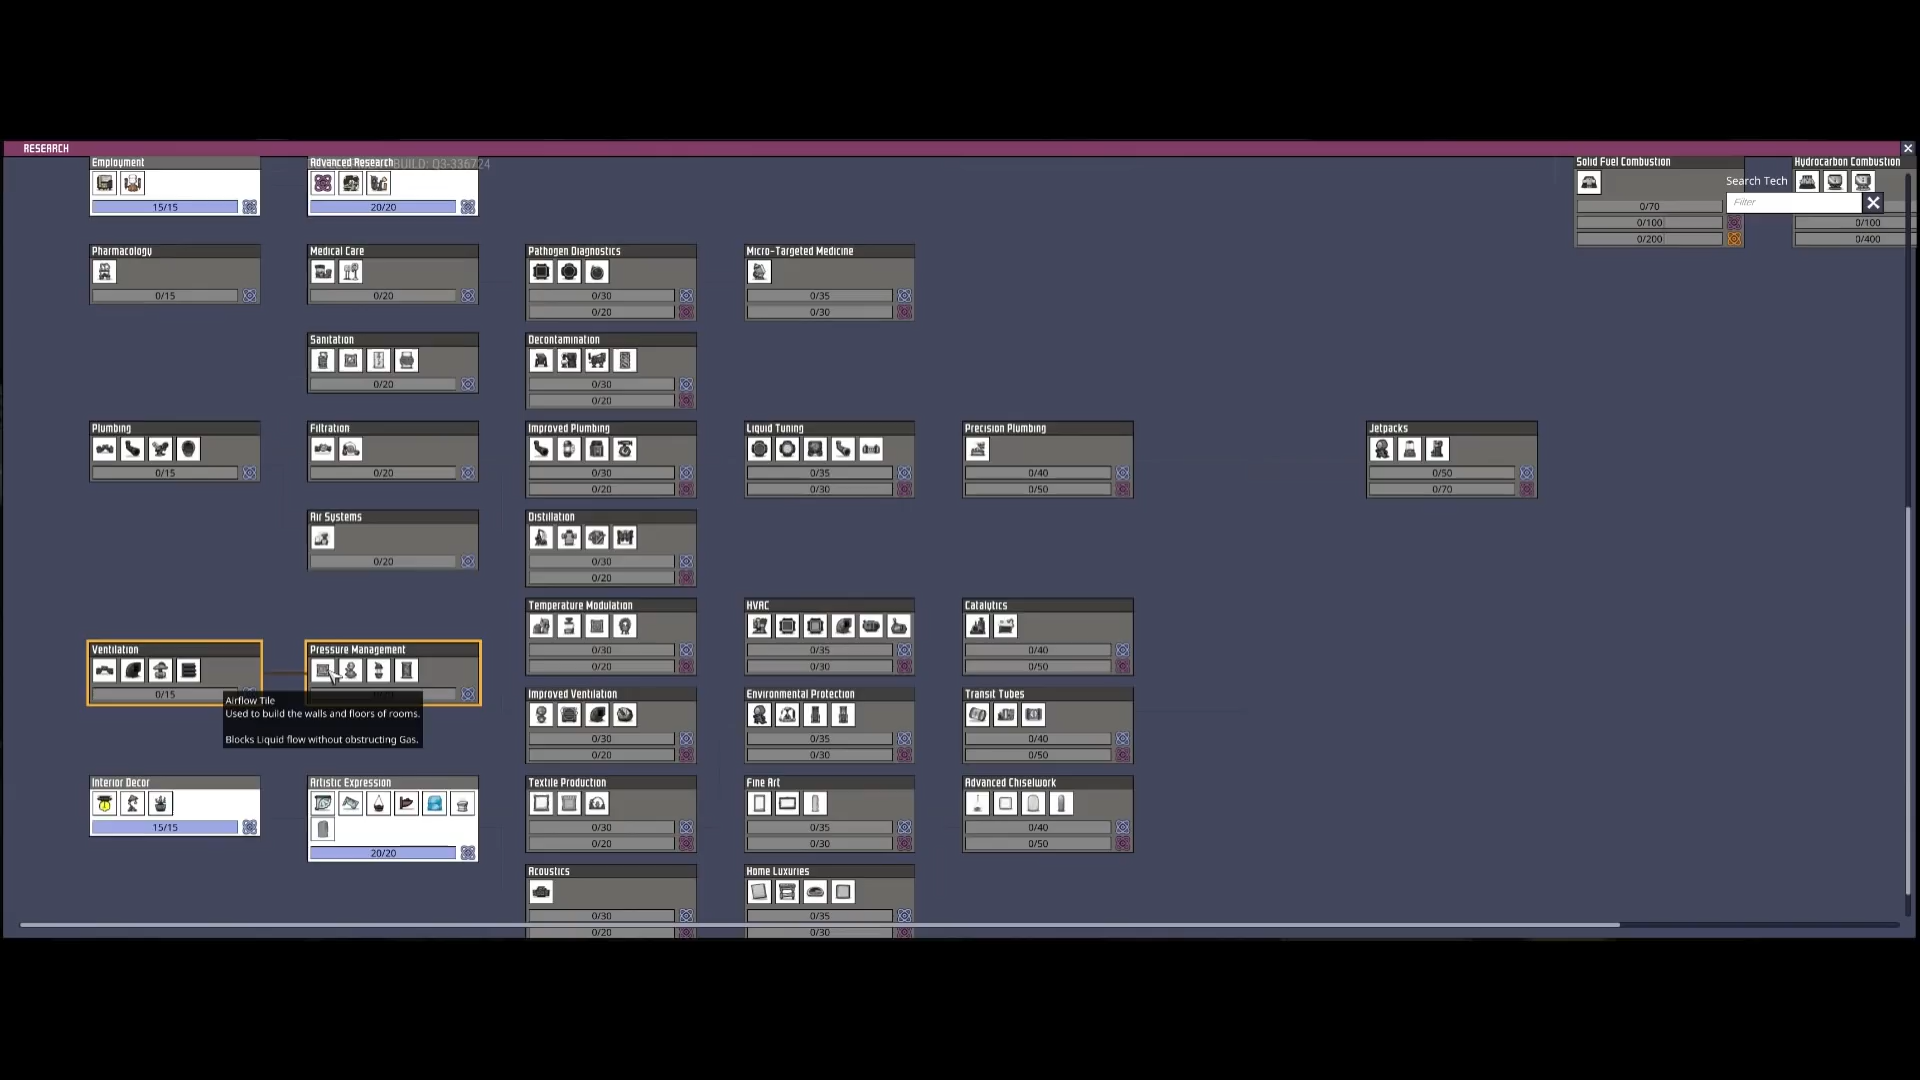 RESEARCH
BUILD: Q3-336724
Employment
15/15
Advanced Research
20/20
Solid Fuel Combustion
0/70
0/100
0/200
Hydrocarbon Combustion
0/100
0/400
Search Tech
Filter
Pharmacology
0/15
Medical Care
0/20
Pathogen Diagnostics
0/30
0/20
Micro-Targeted Medicine
0/35
0/30
Sanitation
0/20
Decontamination
0/30
0/20
Plumbing
0/15
Filtration
0/20
Improved Plumbing
0/30
0/20
Liquid Tuning
0/35
0/30
Precision Plumbing
0/40
0/50
Jetpacks
0/50
0/70
Air Systems
0/20
Distillation
0/30
0/20
Temperature Modulation
0/30
0/20
HVAC
0/35
0/30
Catalytics
0/40
0/50
Ventilation
0/15
Pressure Management
Airflow Tile
Used to build the walls and floors of rooms.
Blocks Liquid flow without obstructing Gas.
Improved Ventilation
0/30
0/20
Environmental Protection
0/35
0/30
Transit Tubes
0/40
0/50
Interior Decor
15/15
Artistic Expression
20/20
Textile Production
0/30
0/20
Fine Art
0/35
0/30
Advanced Chiselwork
0/40
0/50
Acoustics
0/30
0/20
Home Luxuries
0/35
0/30